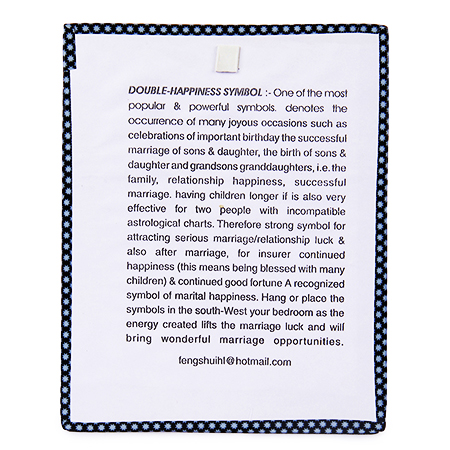 DOUBLE-HAPPINESS SYMBOL :- One of the most
popular & powerful symbols. denotes the
occurrence of many joyous occasions such as
celebrations of important birthday the successful
marriage of sons & daughter, the birth of sons &
daughter and grandsons granddaughters, i.e. the
family, relationship happiness, successful
marriage. having children longer if is also very
effective for two people with incompatible
astrological charts. Therefore strong symbol for
attracting serious marriage/relationship luck &
also after marriage, for insurer continued
happiness (this means being blessed with many
children) & continued good fortune A recognized
symbol of marital happiness. Hang or place the
symbols in the south-West your bedroom as the
energy created lifts the marriage luck and will
bring wonderful marriage opportunities.
fengshuihl@hotmail.com